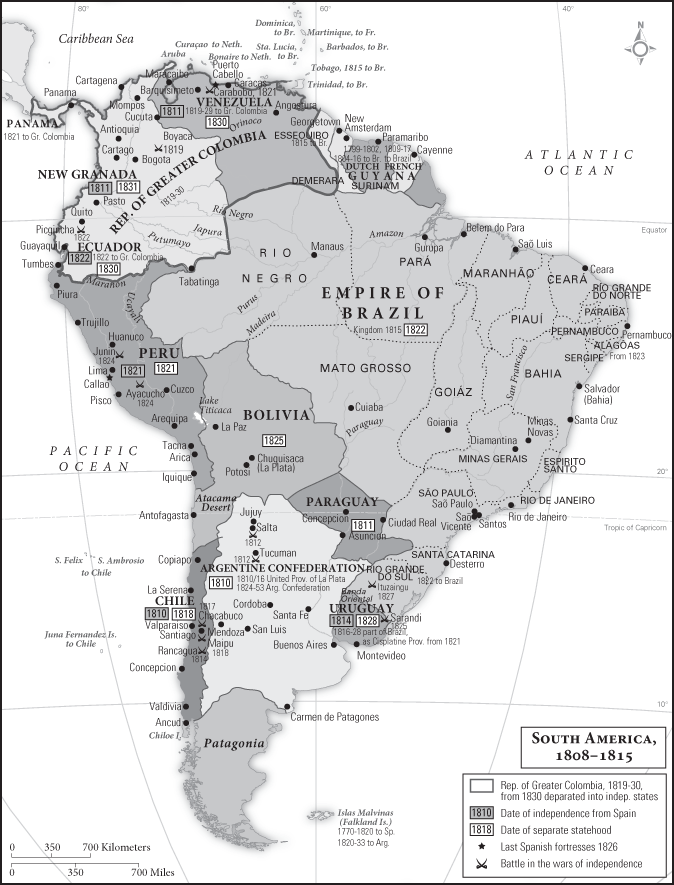 80°
60°
40°
N
Caribbean Sea
Dominica,
to Br.
Martinique, to Fr.
Curaçao to Neth.
Sta. Lucia,
to Br.
Barbados, to Br.
Aruba
Bonaire to Neth.
Tobago, 1815 to Br.
Trinidad, to Br.
Puerto
Cabello
Maracaibo
Caracas
Cartagena
Barquisimeto
Carabobo, 1821
Panama
Mompos
VENEZUELA
Angostura
Cucuta
1811
1819-29 to Gr. Colombia
1830
Orinoco
Georgetown
New
Amsterdam
PANAMA
1821 to Gr. Colombia
Antioquia
Boyaca
1819
ESSEQUIBO
1815 to Br.
Paramaribo
Cartago
Bogota
1799-1802, 1809-17
1804-16 to Br. to Brazil
Cayenne
DUTCH FRENCH
GUYANA
DEMERARA
SURINAM
ATLANTIC
OCEAN
NEW GRANADA
1811
1831
REP. OF GREATER COLOMBIA
1819-30
Pasto
Quito
Rio Negro
Pichincha
1822
Japura
Putumayo
Guayaquil
ECUADOR
1822
1822 to Gr. Colombia
1830
Tumbes
Equator
Amazon
Belem do Para
Gurupa
Saõ Luis
RIO
NEGRO
Manaus
PARÁ
Tabatinga
Marañon
Piura
Ucayali
Purus
Madeira
EMPIRE OF
BRAZIL
Kingdom 1815
1822
MARANHÃO
CEARÁ
Ceara
RÍO GRANDE
DO NORTE
PARAIBA
PIAUÍ
PERNAMBUCO
Pernambuco
ALAGOAS
SERGIPE
From 1823
Trujillo
Huanuco
Junin
1824
PERU
1821
1821
Lima
Callao
Ayacucho
1824
Cuzco
Pisco
MATO GROSSO
GOIÁZ
San Francisco
BAHIA
Salvador
(Bahia)
Lake
Titicaca
Arequipa
La Paz
BOLIVIA
1825
Cuiaba
Paraguay
Goiania
Diamantina
Minas
Novas
Santa Cruz
MINAS GERAIS
ESPIRITO
SANTO
PACIFIC
OCEAN
Tacna
Arica
Chuguisaca
(La Plata)
Potosi
Iquique
20°
Atacama
Desert
Antofagasta
PARAGUAY
Concepcion
1811
Ciudad Real
Asuncion
SÃO PAULO
Saõ Paulo
Saõ
Vicente
Santos
RIO DE JANEIRO
Rio de Janeiro
Tropic of Capricorn
Jujuy
Salta
1812
S. Felix
S. Ambrosio
to Chile
Copiapo
Tucuman
1812
ARGENTINE CONFEDERATION
1810
1810/16 United Prov. of La Plata
1824-53 Arg. Confederation
RIO GRANDE
DO SUL
SANTA CATARINA
Desterro
1822 to Brazil
Ituzaingu
1827
Banda
Oriental
La Serena
CHILE
1810
1818
1817
Chacabuco
Cordoba
Santa Fe
URUGUAY
1814
1828
Sarandi
1825
1816-28 part of Brazil,
as Cisplatine Prov. from 1821
Valparaiso
Santiago
Mendoza
San Luis
Maipu
1818
Rancagua
1814
Juna Fernandez Is.
to Chile
Buenos Aires
Montevideo
Concepcion
Valdivia
Carmen de Patagones
10°
Ancud
Chiloe I.
Patagonia
Islas Malvinas
(Falkland Is.)
1770-1820 to Sp.
1820-33 to Arg.
0 350 700 Kilometers
0 350 700 Miles
SOUTH AMERICA,
1808–1815
Rep. of Greater Colombia, 1819-30,
from 1830 deparated into indep. states
1810 Date of independence from Spain
1818 Date of separate statehood
Last Spanish fortresses 1826
Battle in the wars of independence